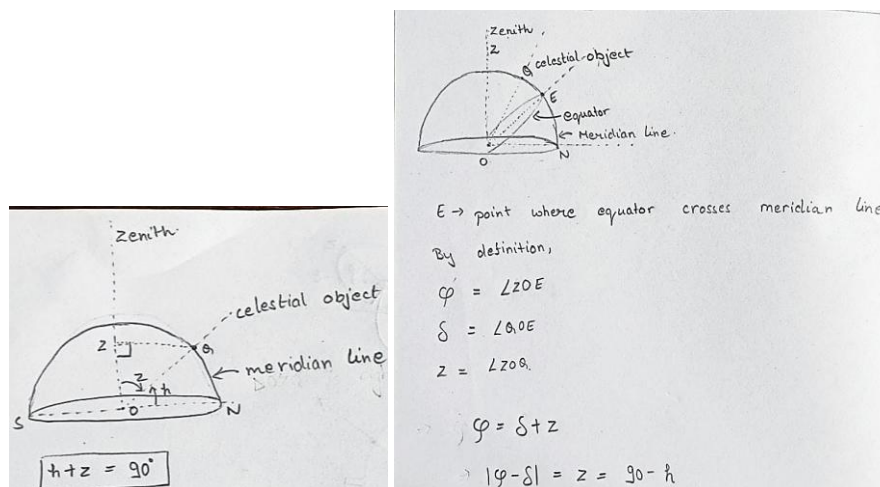 Zenith
celestial object
Z
Q
meridian line
z
h
S
O
N
h+z = 90°
Zenith
Z
Q celestial object
E
equator
Meridian line.
O
N
E → point where equator crosses meridian line
By definition,
φ = ∠ZOE
δ = ∠QOE
z = ∠ZOQ.
φ = δ+z
|φ-δ| = z = 90-h